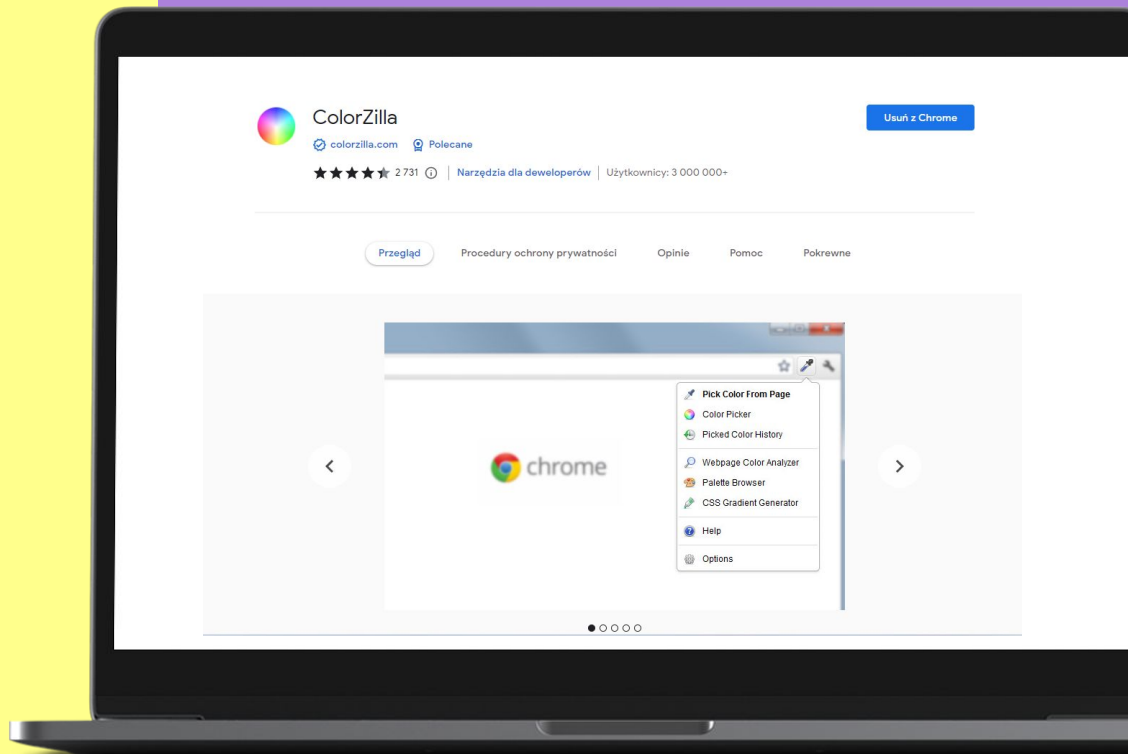 ColorZilla
Usuń z Chrome
colorzilla.com Polecane
2 731 Narzędzia dla deweloperów Użytkownicy: 3 000 000+
Przegląd Procedury ochrony prywatności Opinie Pomoc Pokrewne
Pick Color From Page
Color Picker
Picked Color History
chrome
Webpage Color Analyzer
Palette Browser
CSS Gradient Generator
Help
Options